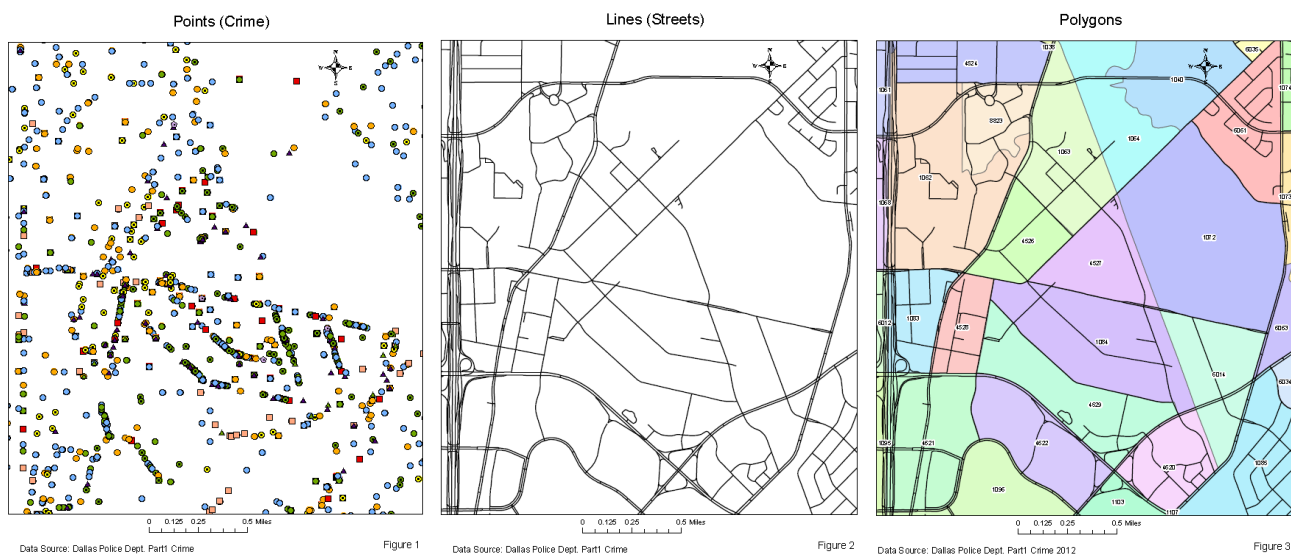 Points (Crime)
N
W E
S
0 0.125 0.25 0.5 Miles
Data Source: Dallas Police Dept. Part1 Crime
Figure 1
Lines (Streets)
N
W E
S
0 0.125 0.25 0.5 Miles
Data Source: Dallas Police Dept. Part1 Crime
Figure 2
Polygons
1038
6036
4524
N
W E
S
1040
1074
1061
8823
6061
1063
1064
1062
1073
1068
1072
4526
4527
1083
6012
4528
6063
1084
6014
6034
4529
1095
4521
4522
4520
1085
1096
1103
1107
0 0.125 0.25 0.5 Miles
Data Source: Dallas Police Dept. Part1 Crime 2012
Figure 3